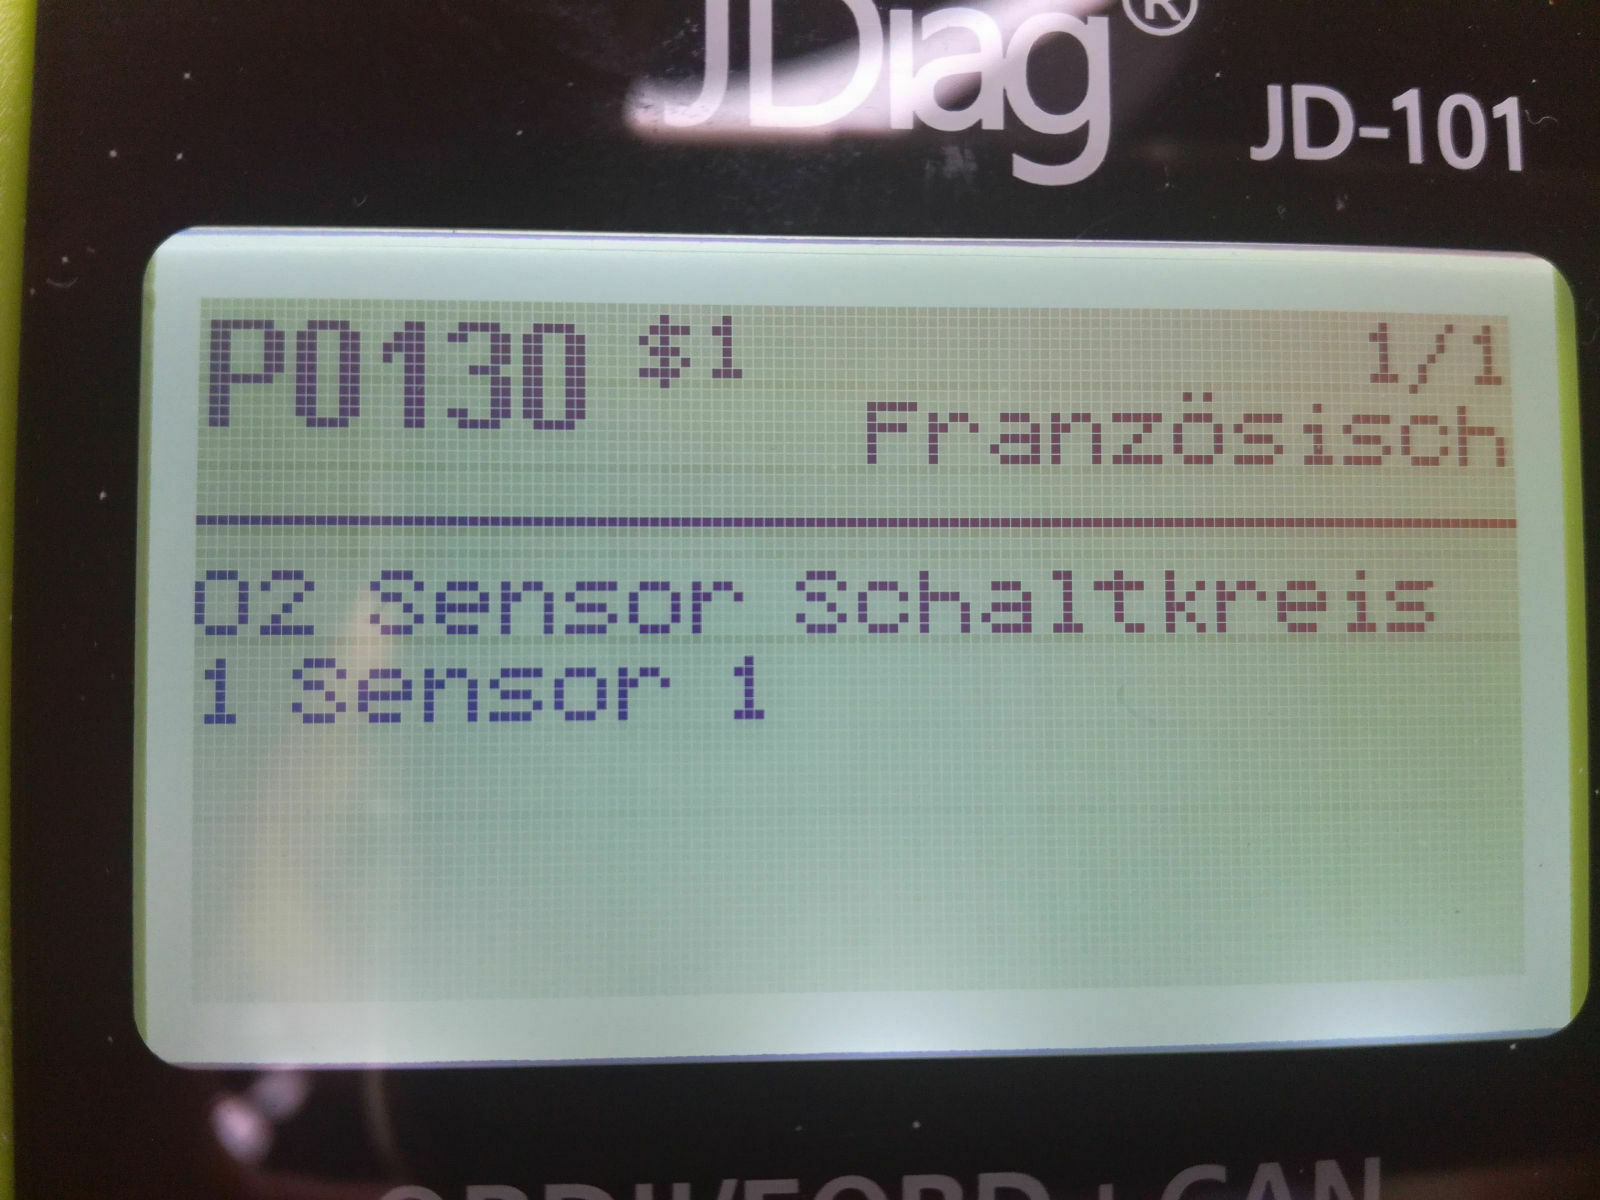 JDiag®
JD-101
P0130 $1 1/1
Französisch
O2 Sensor Schaltkreis
1 Sensor 1